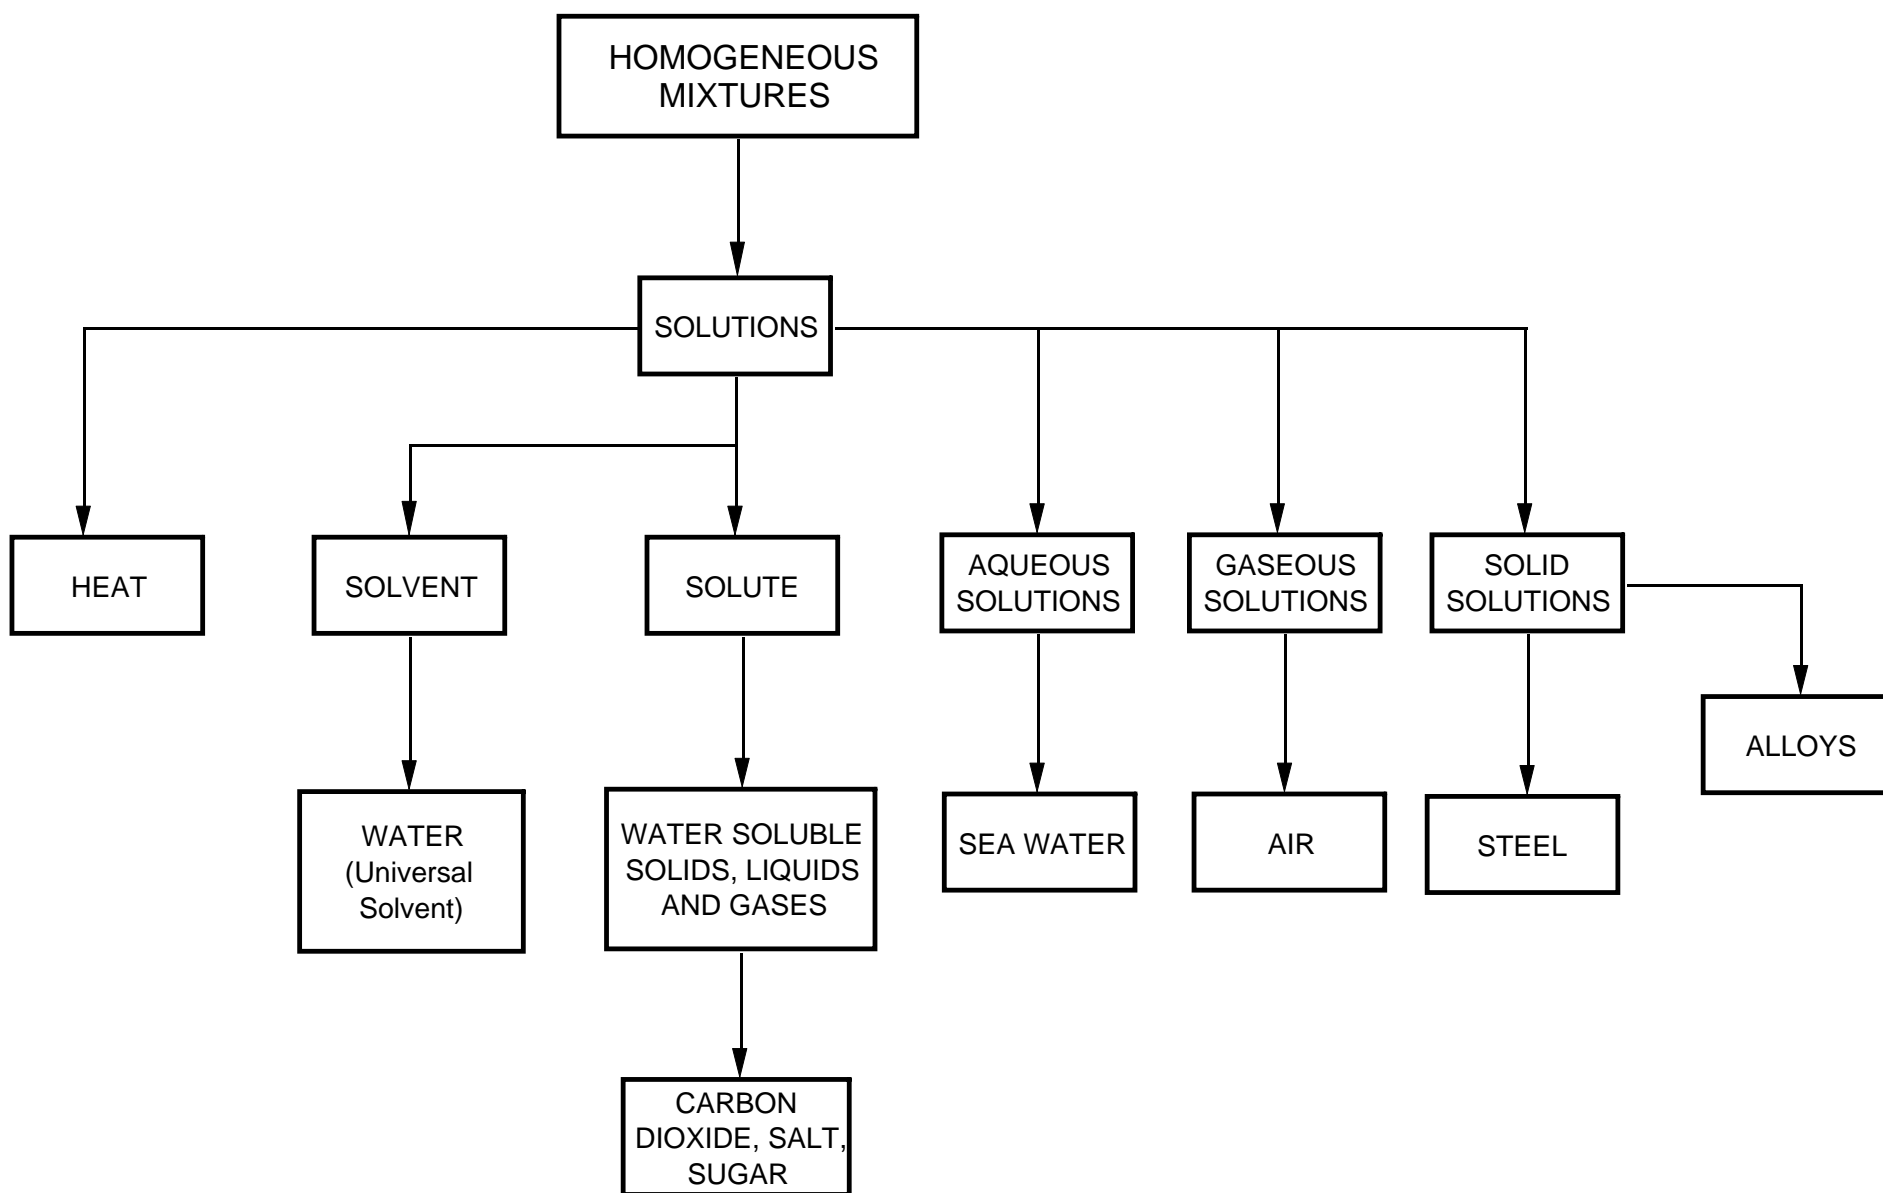 HOMOGENEOUS
MIXTURES
SOLUTIONS
HEAT
SOLVENT
SOLUTE
AQUEOUS
SOLUTIONS
GASEOUS
SOLUTIONS
SOLID
SOLUTIONS
ALLOYS
WATER
(Universal
Solvent)
WATER SOLUBLE
SOLIDS, LIQUIDS
AND GASES
SEA WATER
AIR
STEEL
CARBON
DIOXIDE, SALT,
SUGAR